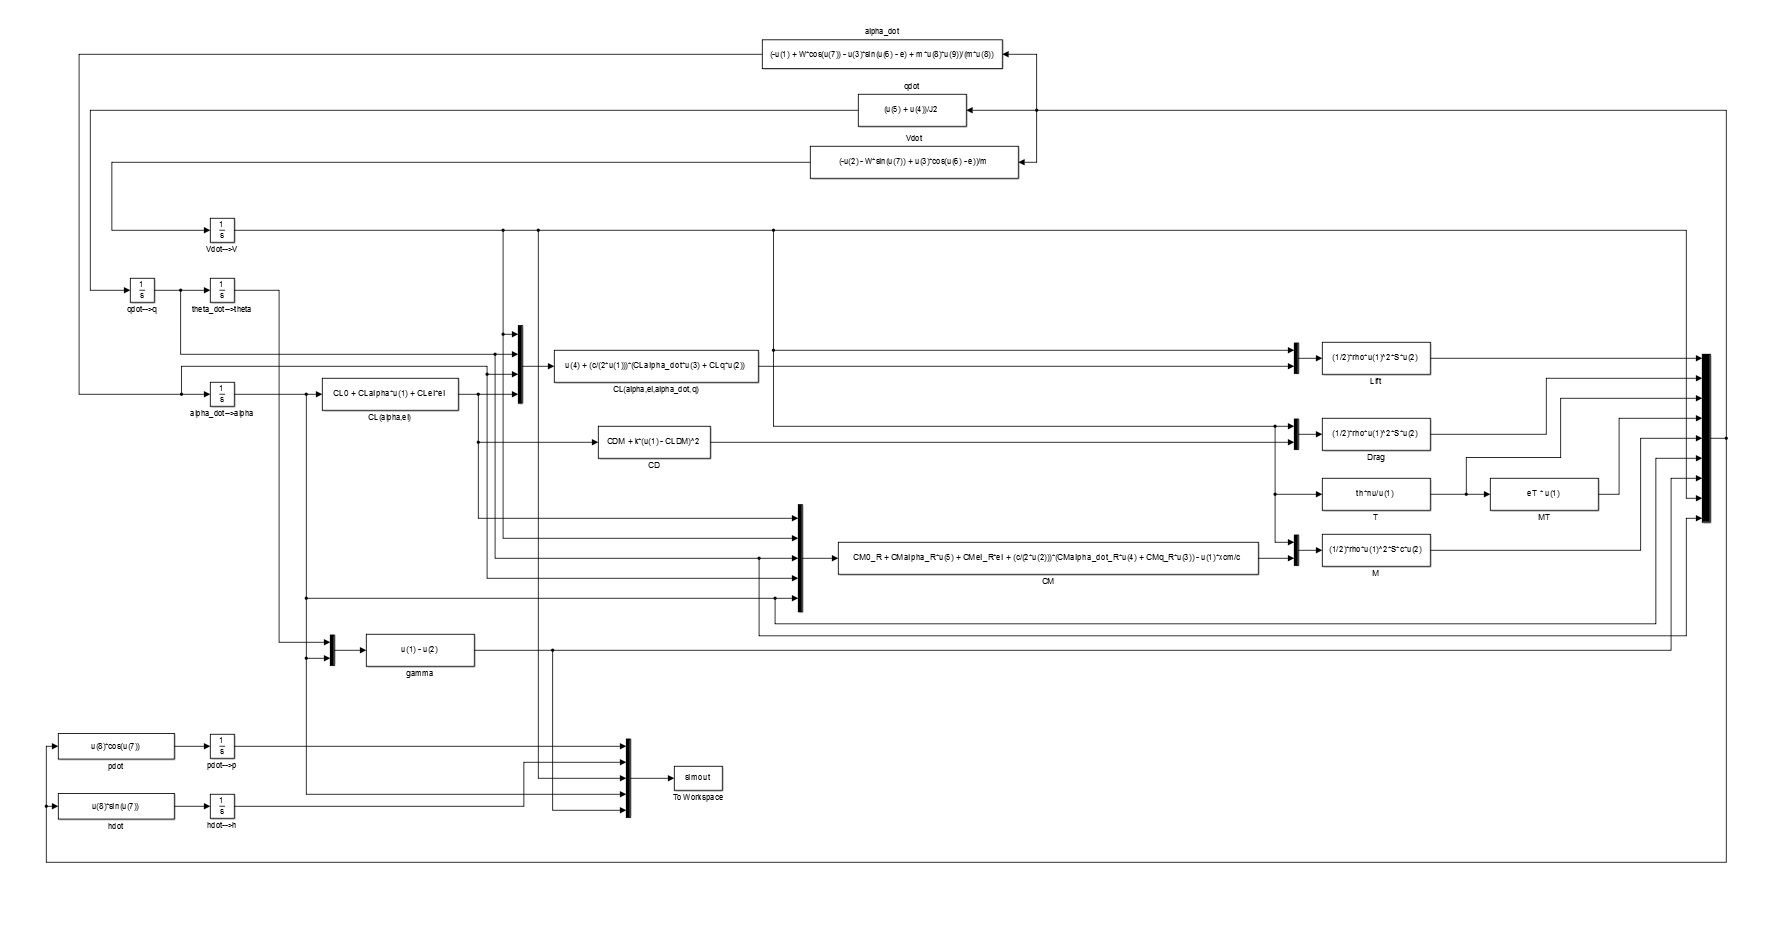 alpha_dot
(-u(1) + W*cos(u(7)) - u(3)*sin(u(6) - e) + m*u(8)*u(9))/(m*u(8))
qdot
(u(5) + u(4))/J2
Vdot
(-u(2) - W*sin(u(7)) + u(3)*cos(u(6) - e))/m
1
s
Vdot-->V
1
s
qdot-->q
1
s
theta_dot-->theta
1
s
alpha_dot-->alpha
CL0 + CLalpha*u(1) + CLel*el
CL(alpha,el)
u(4) + (c/(2*u(1)))*(CLalpha_dot*u(3) + CLq*u(2))
CL(alpha,el,alpha_dot,q)
CDM + k*(u(1) - CLDM)^2
CD
(1/2)*rho*u(1)^2*S*u(2)
Lift
(1/2)*rho*u(1)^2*S*u(2)
Drag
th*nu/u(1)
T
eT * u(1)
MT
CM0_R + CMalpha_R*u(5) + CMel_R*el + (c/(2*u(2)))*(CMalpha_dot_R*u(4) + CMq_R*u(3)) - u(1)*xcm/c
CM
(1/2)*rho*u(1)^2*S*c*u(2)
M
u(1) - u(2)
gamma
u(8)*cos(u(7))
pdot
1
s
pdot-->p
simout
To Workspace
u(8)*sin(u(7))
hdot
1
s
hdot-->h